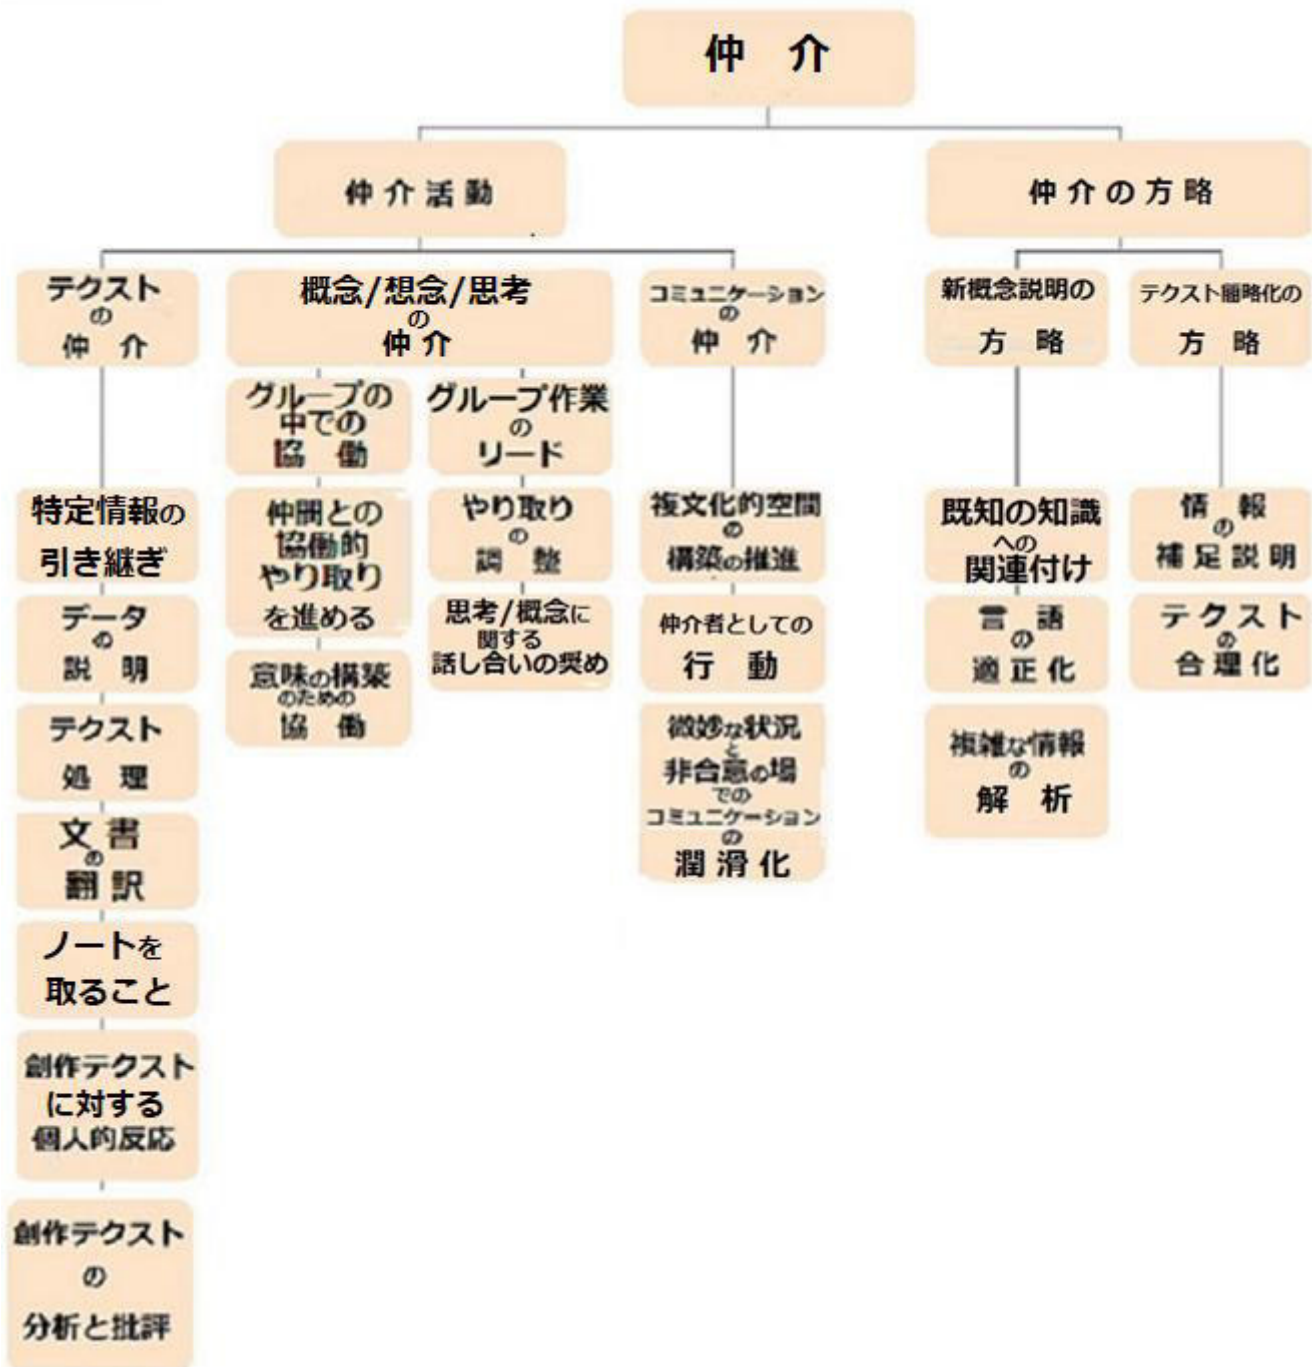 仲 介
仲介活動
仲介の方略
テクスト
の
仲 介
概念/想念/思考
の
仲介
コミュニケーション
の
仲 介
新概念説明の
方 略
テクスト簡略化の
方 略
グループの
中での
協 働
グループ作業
の
リード
特定情報の
引き継ぎ
仲間との
協働的
やり取り
を進める
やり取り
の
調 整
複文化的空間
の
構築の推進
既知の知識
への
関連付け
情 報
の
補足説明
データ
の
説 明
思考/概念に
関する
話し合いの奨め
仲介者としての
行 動
言 語
の
適正化
テクスト
の
合理化
意味の構築
のための
協 働
テクスト
処 理
微妙な状況
と
非合意の場
での
コミュニケーション
の
潤滑化
複雑な情報
の
解 析
文書
の
翻訳
ノートを
取ること
創作テクスト
に対する
個人的反応
創作テクスト
の
分析と批評